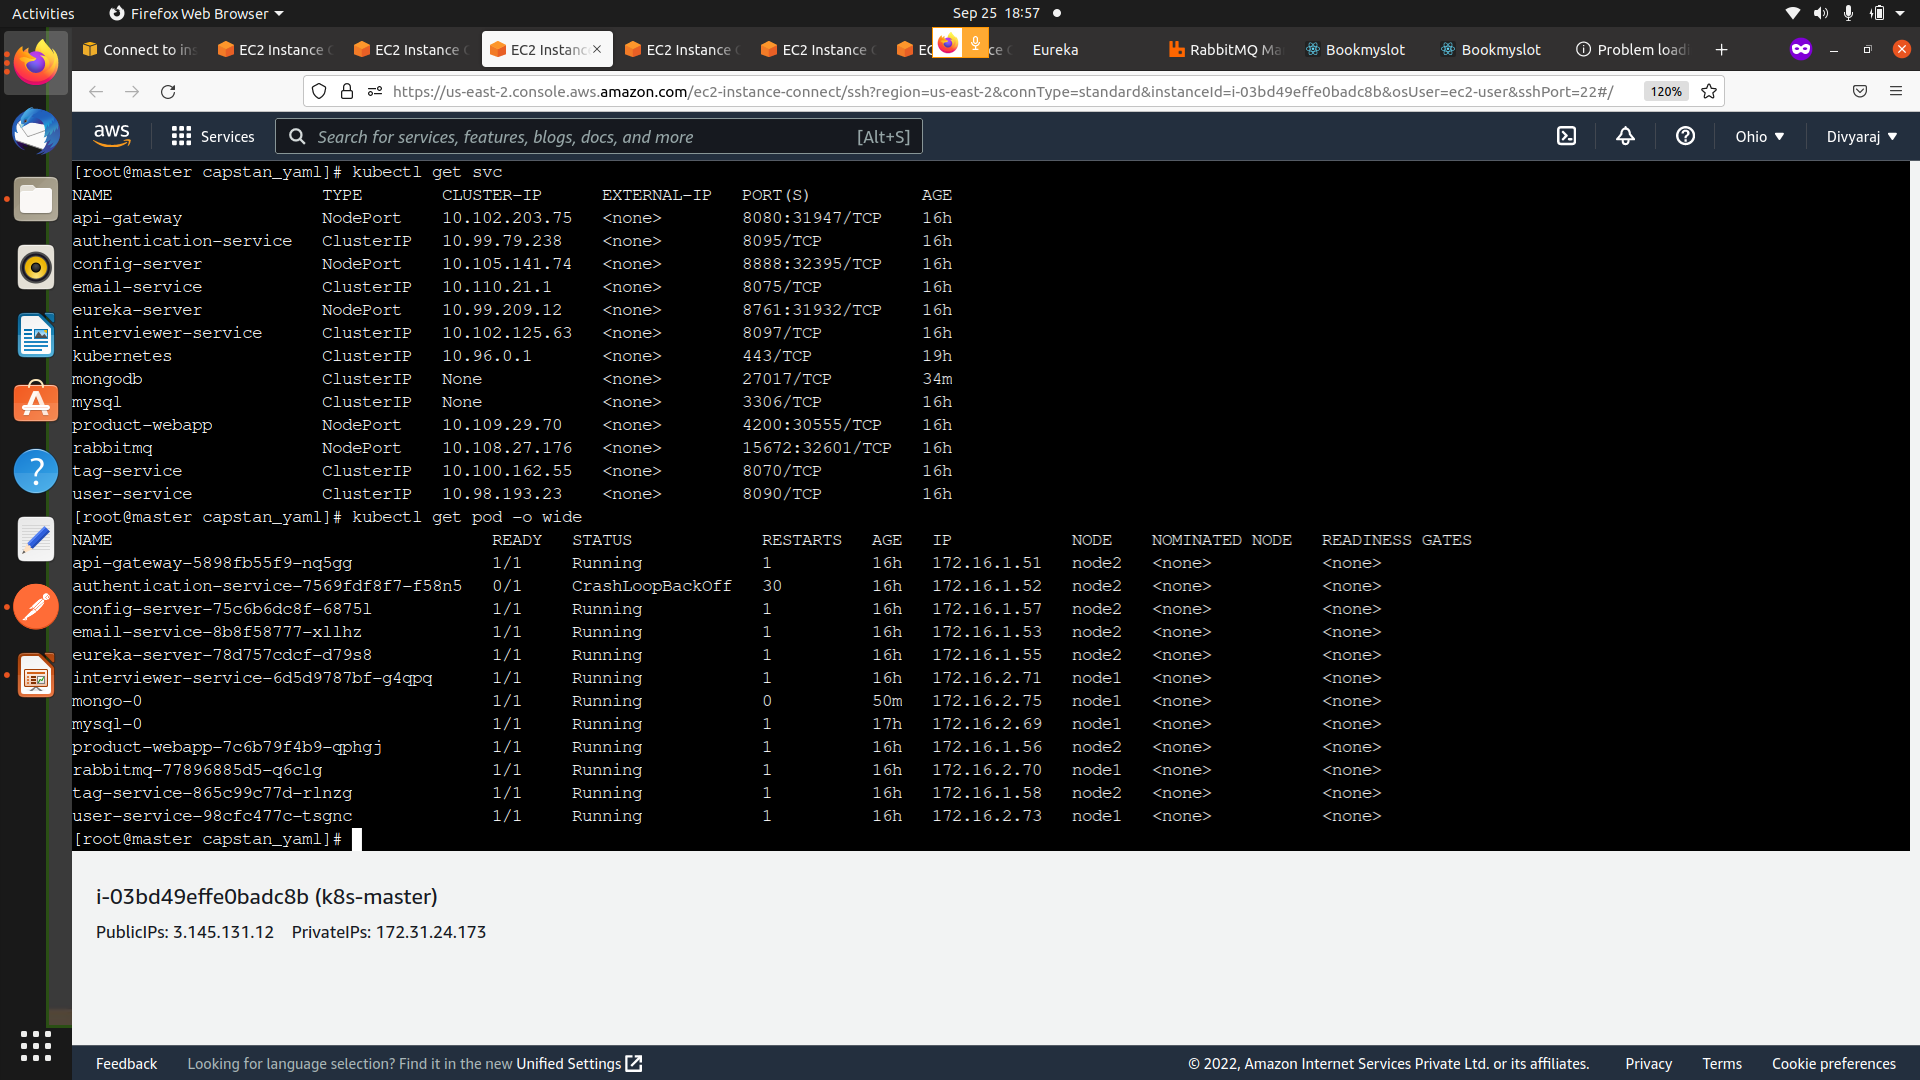 Activities Firefox Web Browser Sep 25 18:57
Connect to ins EC2 Instance C EC2 Instance C EC2 Instanc EC2 Instance C EC2 Instance C Eureka RabbitMQ Ma Bookmyslot Bookmyslot Problem loadi
https://us-east-2.console.aws.amazon.com/ec2-instance-connect/ssh?region=us-east-2&connType=standard&instanceId=i-03bd49effe0badc8b&osUser=ec2-user&sshPort=22#/ 120%
aws Services Search for services, features, blogs, docs, and more [Alt+S] Ohio Divyaraj
[root@master capstan_yaml]# kubectl get svc
NAME TYPE CLUSTER-IP EXTERNAL-IP PORT(S) AGE
api-gateway NodePort 10.102.203.75 <none> 8080:31947/TCP 16h
authentication-service ClusterIP 10.99.79.238 <none> 8095/TCP 16h
config-server NodePort 10.105.141.74 <none> 8888:32395/TCP 16h
email-service ClusterIP 10.110.21.1 <none> 8075/TCP 16h
eureka-server NodePort 10.99.209.12 <none> 8761:31932/TCP 16h
interviewer-service ClusterIP 10.102.125.63 <none> 8097/TCP 16h
kubernetes ClusterIP 10.96.0.1 <none> 443/TCP 19h
mongodb ClusterIP None <none> 27017/TCP 34m
mysql ClusterIP None <none> 3306/TCP 16h
product-webapp NodePort 10.109.29.70 <none> 4200:30555/TCP 16h
rabbitmq NodePort 10.108.27.176 <none> 15672:32601/TCP 16h
tag-service ClusterIP 10.100.162.55 <none> 8070/TCP 16h
user-service ClusterIP 10.98.193.23 <none> 8090/TCP 16h
[root@master capstan_yaml]# kubectl get pod -o wide
NAME READY STATUS RESTARTS AGE IP NODE NOMINATED NODE READINESS GATES
api-gateway-5898fb55f9-nq5gg 1/1 Running 1 16h 172.16.1.51 node2 <none> <none>
authentication-service-7569fdf8f7-f58n5 0/1 CrashLoopBackOff 30 16h 172.16.1.52 node2 <none> <none>
config-server-75c6b6dc8f-6875l 1/1 Running 1 16h 172.16.1.57 node2 <none> <none>
email-service-8b8f58777-xllhz 1/1 Running 1 16h 172.16.1.53 node2 <none> <none>
eureka-server-78d757cdcf-d79s8 1/1 Running 1 16h 172.16.1.55 node2 <none> <none>
interviewer-service-6d5d9787bf-g4qpq 1/1 Running 1 16h 172.16.2.71 node1 <none> <none>
mongo-0 1/1 Running 0 50m 172.16.2.75 node1 <none> <none>
mysql-0 1/1 Running 1 17h 172.16.2.69 node1 <none> <none>
product-webapp-7c6b79f4b9-qphgj 1/1 Running 1 16h 172.16.1.56 node2 <none> <none>
rabbitmq-77896885d5-q6clg 1/1 Running 1 16h 172.16.2.70 node1 <none> <none>
tag-service-865c99c77d-rlnzg 1/1 Running 1 16h 172.16.1.58 node2 <none> <none>
user-service-98cfc477c-tsgnc 1/1 Running 1 16h 172.16.2.73 node1 <none> <none>
[root@master capstan_yaml]#
i-03bd49effe0badc8b (k8s-master)
PublicIPs: 3.145.131.12 PrivateIPs: 172.31.24.173
Feedback Looking for language selection? Find it in the new Unified Settings © 2022, Amazon Internet Services Private Ltd. or its affiliates. Privacy Terms Cookie preferences